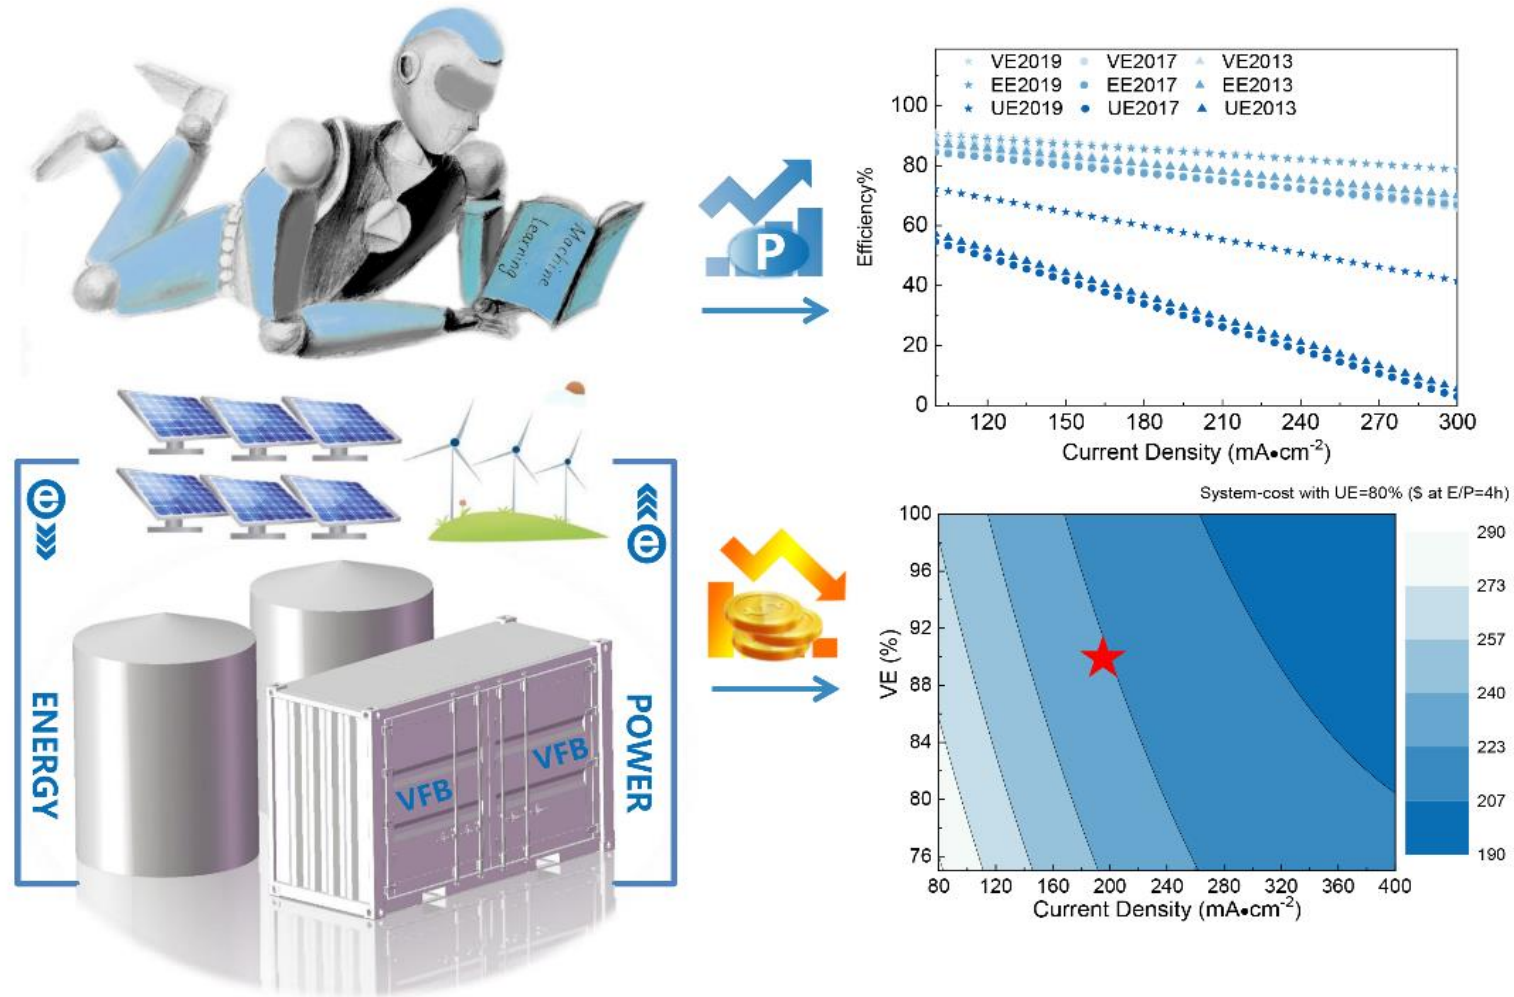 Machine
Learning
P
VE2019 VE2017 VE2013
EE2019 EE2017 EE2013
UE2019 UE2017 UE2013
100
80
60
40
20
0
Efficiency%
120 150 180 210 240 270 300
Current Density (mA•cm⁻²)
e
e
ENERGY
POWER
VFB
VFB
System-cost with UE=80% ($ at E/P=4h)
100
96
92
88
84
80
76
VE (%)
80 120 160 200 240 280 320 360 400
Current Density (mA•cm⁻²)
290
273
257
240
223
207
190